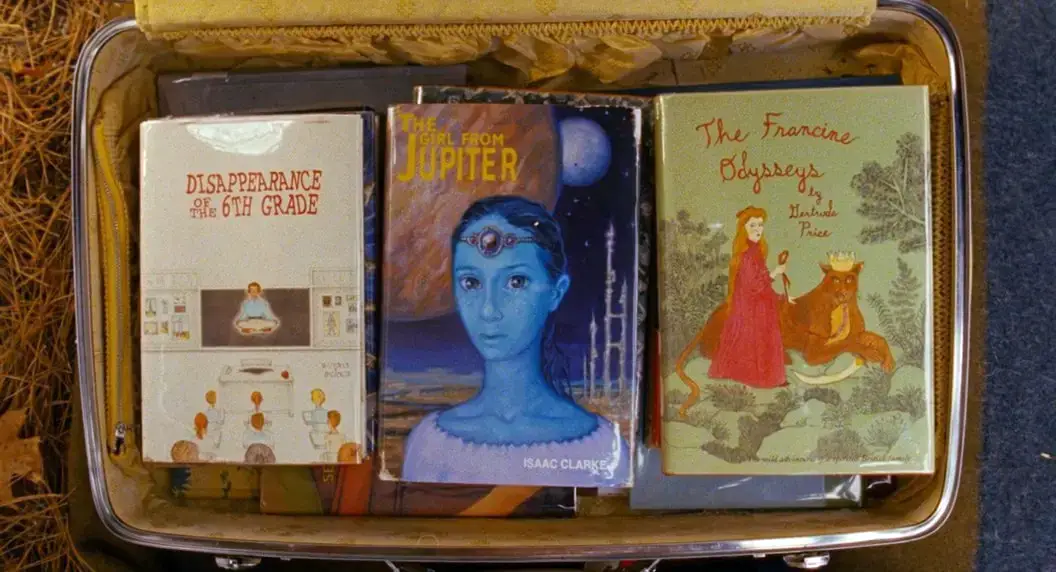 DISAPPEARANCE
OF THE 6TH GRADE
THE
GIRL FROM
JUPITER
ISAAC CLARKE
The Francine
Odysseys
by
Gertrude
Price